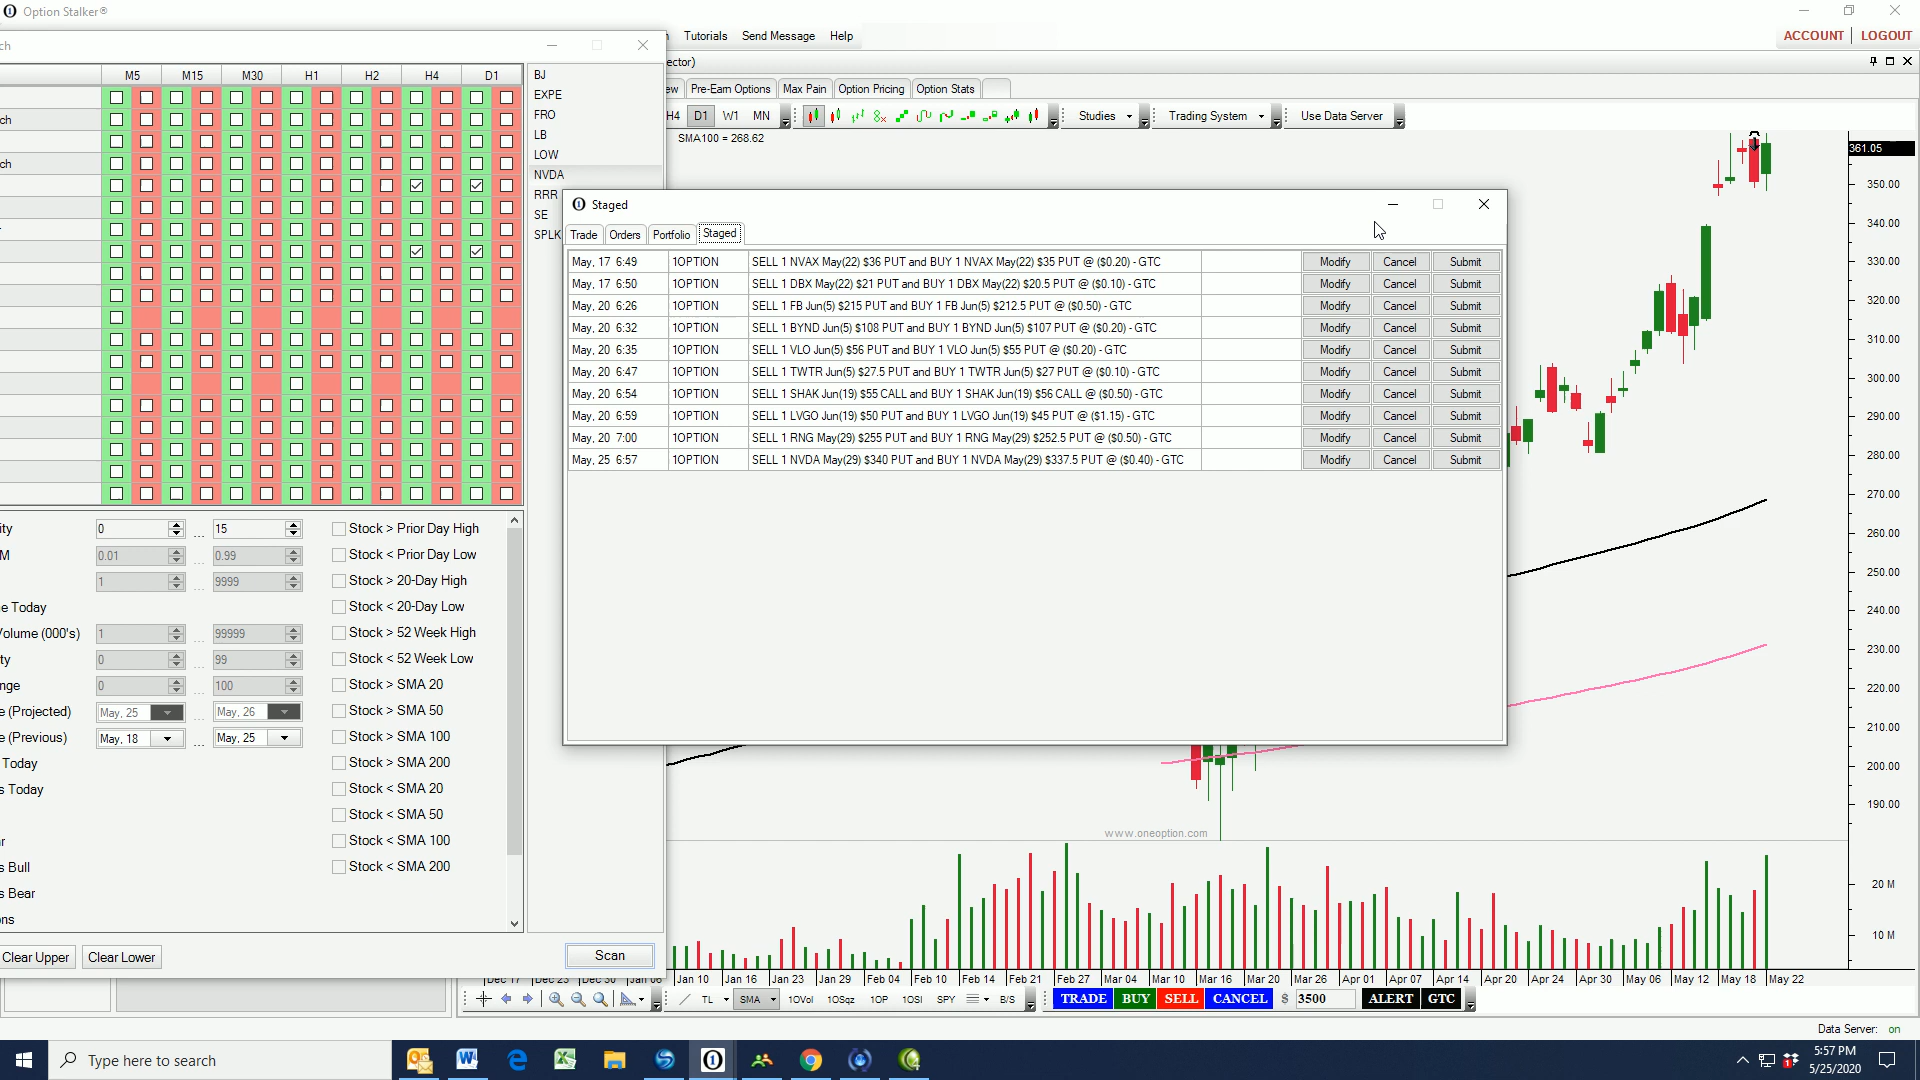 Option Stalker®
Tutorials Send Message Help
ACCOUNT LOGOUT
ch
ector)
M5 M15 M30 H1 H2 H4 D1
BJ
EXPE
FRO
LB
LOW
NVDA
RRR
SE
SPLK
ew Pre-Earn Options Max Pain Option Pricing Option Stats
H4 D1 W1 MN Studies Trading System Use Data Server
SMA100 = 268.62
ch
ch
Staged
Trade Orders Portfolio Staged
May, 17 6:49 1OPTION SELL 1 NVAX May(22) $36 PUT and BUY 1 NVAX May(22) $35 PUT @ ($0.20) - GTC Modify Cancel Submit
May, 17 6:50 1OPTION SELL 1 DBX May(22) $21 PUT and BUY 1 DBX May(22) $20.5 PUT @ ($0.10) - GTC Modify Cancel Submit
May, 20 6:26 1OPTION SELL 1 FB Jun(5) $215 PUT and BUY 1 FB Jun(5) $212.5 PUT @ ($0.50) - GTC Modify Cancel Submit
May, 20 6:32 1OPTION SELL 1 BYND Jun(5) $108 PUT and BUY 1 BYND Jun(5) $107 PUT @ ($0.20) - GTC Modify Cancel Submit
May, 20 6:35 1OPTION SELL 1 VLO Jun(5) $56 PUT and BUY 1 VLO Jun(5) $55 PUT @ ($0.20) - GTC Modify Cancel Submit
May, 20 6:47 1OPTION SELL 1 TWTR Jun(5) $27.5 PUT and BUY 1 TWTR Jun(5) $27 PUT @ ($0.10) - GTC Modify Cancel Submit
May, 20 6:54 1OPTION SELL 1 SHAK Jun(19) $55 CALL and BUY 1 SHAK Jun(19) $56 CALL @ ($0.50) - GTC Modify Cancel Submit
May, 20 6:59 1OPTION SELL 1 LVGO Jun(19) $50 PUT and BUY 1 LVGO Jun(19) $45 PUT @ ($1.15) - GTC Modify Cancel Submit
May, 20 7:00 1OPTION SELL 1 RNG May(29) $255 PUT and BUY 1 RNG May(29) $252.5 PUT @ ($0.50) - GTC Modify Cancel Submit
May, 25 6:57 1OPTION SELL 1 NVDA May(29) $340 PUT and BUY 1 NVDA May(29) $337.5 PUT @ ($0.40) - GTC Modify Cancel Submit
361.05
350.00
340.00
330.00
320.00
310.00
300.00
290.00
280.00
270.00
260.00
250.00
240.00
230.00
220.00
210.00
200.00
190.00
20 M
10 M
ity 0 ... 15 Stock > Prior Day High
M 0.01 ... 0.99 Stock < Prior Day Low
1 ... 9999 Stock > 20-Day High
e Today Stock < 20-Day Low
Volume (000's) 1 ... 99999 Stock > 52 Week High
ty 0 ... 99 Stock < 52 Week Low
nge 0 ... 100 Stock > SMA 20
e (Projected) May, 25 ... May, 26 Stock > SMA 50
e (Previous) May, 18 ... May, 25 Stock > SMA 100
Today Stock > SMA 200
s Today Stock < SMA 20
Stock < SMA 50
r Stock < SMA 100
s Bull Stock < SMA 200
s Bear
ns
Clear Upper Clear Lower Scan
www.oneoption.com
Dec 17 Dec 23 Dec 30 Jan 06 Jan 10 Jan 16 Jan 23 Jan 29 Feb 04 Feb 10 Feb 14 Feb 21 Feb 27 Mar 04 Mar 10 Mar 16 Mar 20 Mar 26 Apr 01 Apr 07 Apr 14 Apr 20 Apr 24 Apr 30 May 06 May 12 May 18 May 22
TL SMA 1OVol 1OSqz 1OP 1OSI SPY B/S TRADE BUY SELL CANCEL $ 3500 ALERT GTC
Data Server: on
Type here to search
5:57 PM
5/25/2020